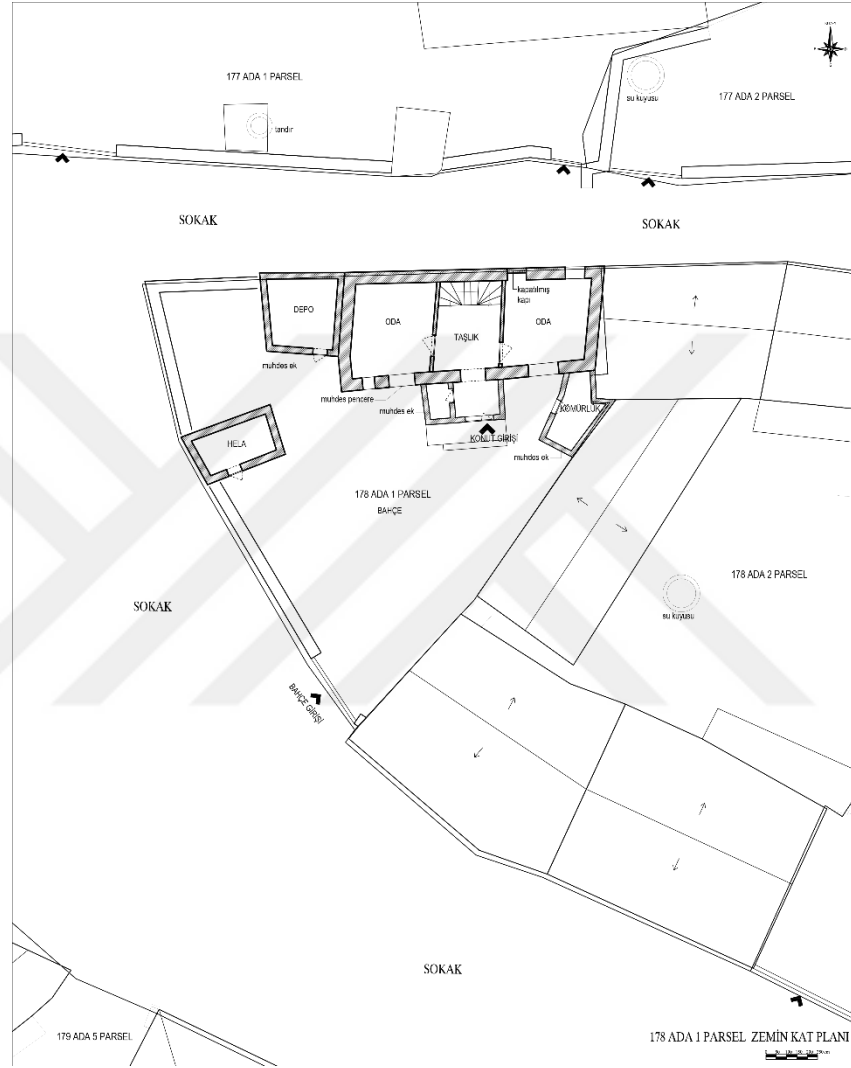 177 ADA 1 PARSEL
su kuyusu
177 ADA 2 PARSEL
tandır
SOKAK
SOKAK
kapatılmış
kapı
DEPO
ODA
TAŞLIK
ODA
muhdes ek
muhdes pencere
muhdes ek
KÖMÜRLÜK
KONUT GİRİŞİ
HELA
muhdes ek
178 ADA 1 PARSEL
BAHÇE
178 ADA 2 PARSEL
SOKAK
su kuyusu
BAHÇE GİRİŞİ
SOKAK
179 ADA 5 PARSEL
178 ADA 1 PARSEL ZEMİN KAT PLANI